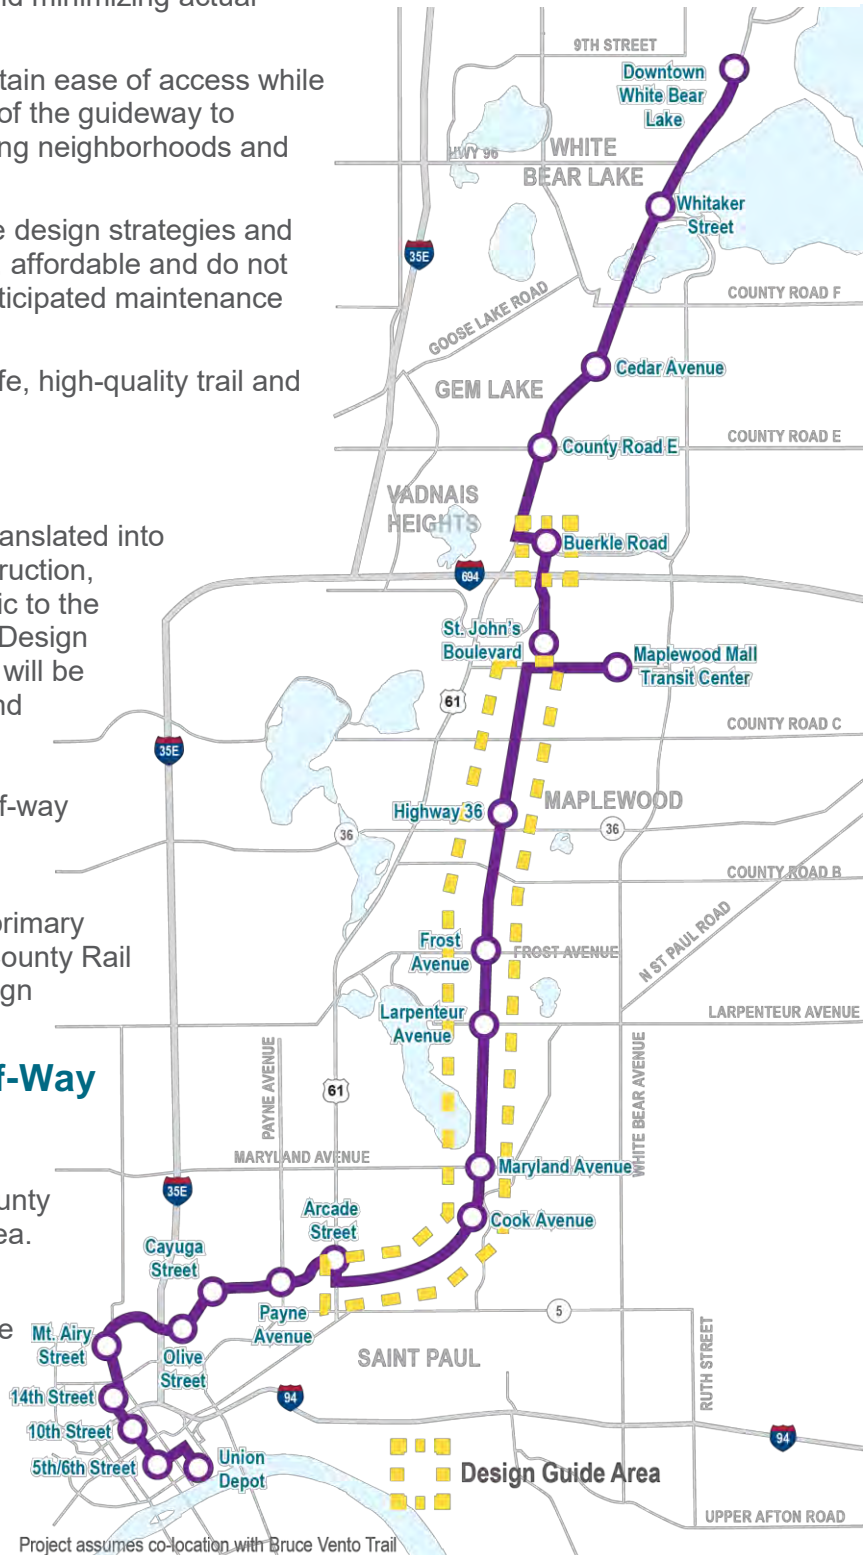 nd minimizing actual
tain ease of access while
of the guideway to
ing neighborhoods and
e design strategies and
affordable and do not
ticipated maintenance
fe, high-quality trail and
ranslated into
ruction,
ic to the
Design
will be
nd
f-way
orimary
ounty Rail
ign
f-Way
unty
ea.
e
9TH STREET
Downtown
White Bear
Lake
HWY 96
WHITE
BEAR LAKE
Whitaker
Street
35E
COUNTY ROAD F
GOOSE LAKE ROAD
Cedar Avenue
GEM LAKE
COUNTY ROAD E
County Road E
VADNAIS
HEIGHTS
Buerkle Road
694
St. John's
Boulevard
Maplewood Mall
Transit Center
61
COUNTY ROAD C
35E
MAPLEWOOD
Highway 36
36
36
COUNTY ROAD B
N ST PAUL ROAD
Frost
Avenue
FROST AVENUE
Larpenteur
Avenue
LARPENTEUR AVENUE
PAYNE AVENUE
61
WHITE BEAR AVENUE
MARYLAND AVENUE
Maryland Avenue
35E
Arcade
Street
Cook Avenue
Cayuga
Street
Payne
Avenue
5
Mt. Airy
Street
Olive
Street
SAINT PAUL
RUTH STREET
14th Street
94
10th Street
94
5th/6th Street
Union
Depot
Design Guide Area
UPPER AFTON ROAD
Project assumes co-location with Bruce Vento Trail